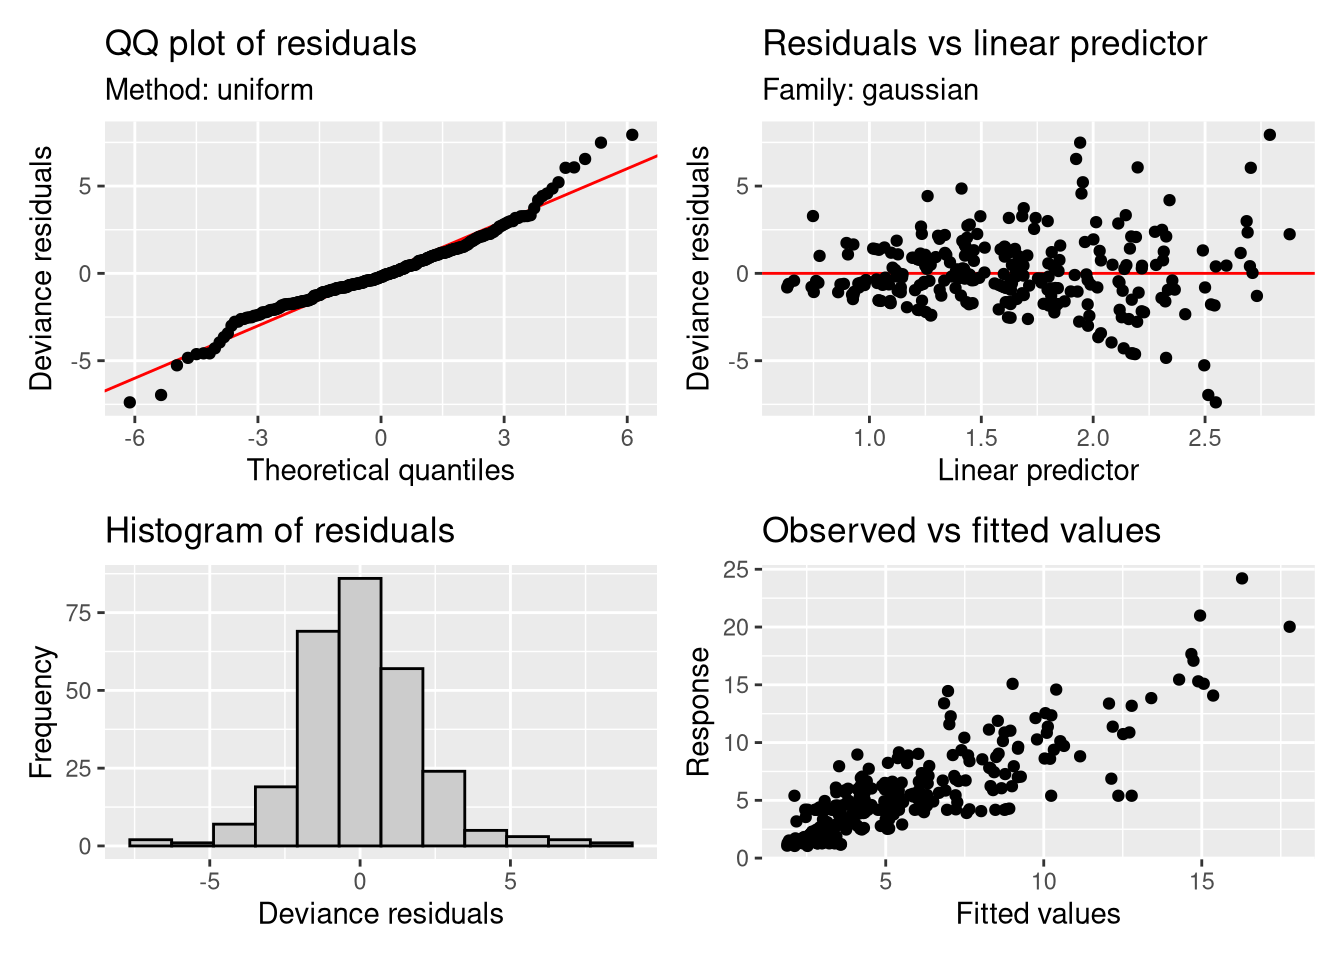 QQ plot of residuals
Method: uniform
Deviance residuals
5
0
-5
-6
-3
0
3
6
Theoretical quantiles
Residuals vs linear predictor
Family: gaussian
Deviance residuals
5
0
-5
1.0
1.5
2.0
2.5
Linear predictor
Histogram of residuals
Frequency
75
50
25
0
-5
0
5
Deviance residuals
Observed vs fitted values
Response
25
20
15
10
5
0
5
10
15
Fitted values